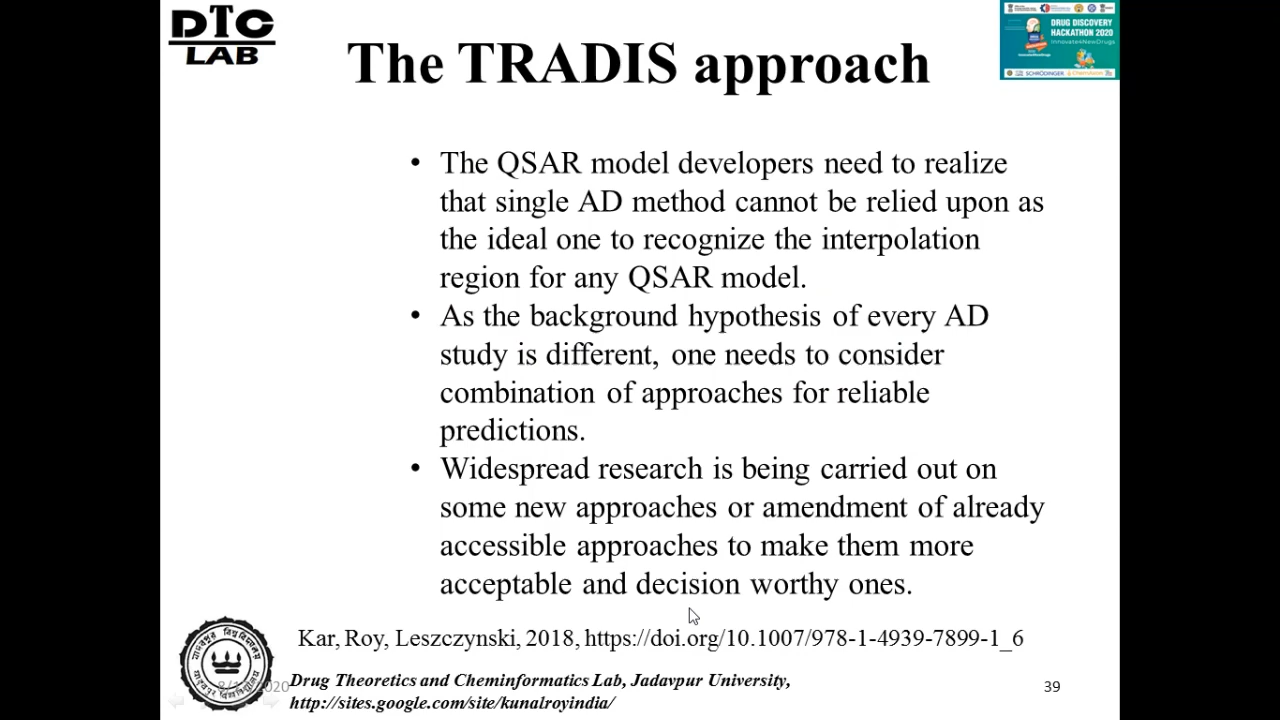 DTC
LAB
The TRADIS approach
DRUG DISCOVERY
HACKATHON 2020
SCHRÖDINGER
• The QSAR model developers need to realize
that single AD method cannot be relied upon as
the ideal one to recognize the interpolation
region for any QSAR model.
• As the background hypothesis of every AD
study is different, one needs to consider
combination of approaches for reliable
predictions.
• Widespread research is being carried out on
some new approaches or amendment of already
accessible approaches to make them more
acceptable and decision worthy ones.
Kar, Roy, Leszczynski, 2018, https://doi.org/10.1007/978-1-4939-7899-1_6
Drug Theoretics and Cheminformatics Lab, Jadavpur University,
http://sites.google.com/site/kunalroyindia/
39